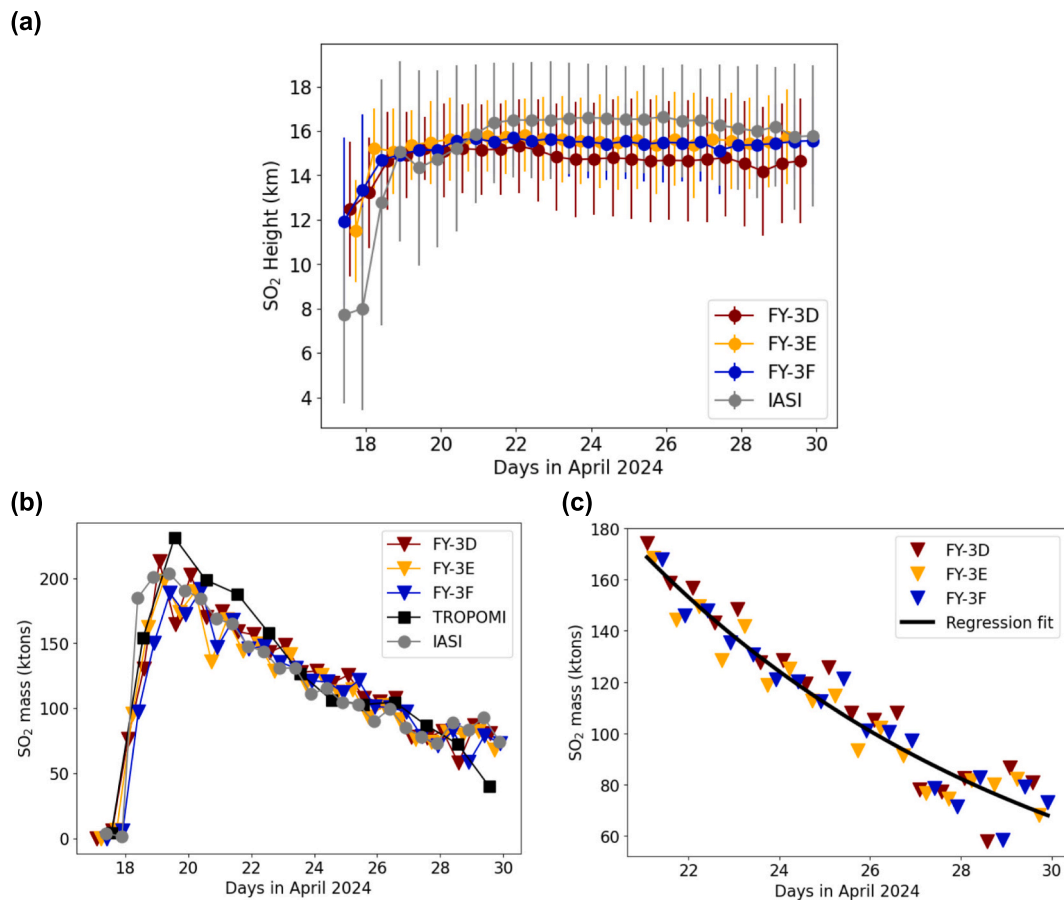 (a)
SO₂ Height (km)
18
16
14
12
10
8
6
4
FY-3D
FY-3E
FY-3F
IASI
18 20 22 24 26 28 30
Days in April 2024
(b)
SO₂ mass (ktons)
200
150
100
50
0
FY-3D
FY-3E
FY-3F
TROPOMI
IASI
18 20 22 24 26 28 30
Days in April 2024
(c)
SO₂ mass (ktons)
180
160
140
120
100
80
60
FY-3D
FY-3E
FY-3F
Regression fit
22 24 26 28 30
Days in April 2024